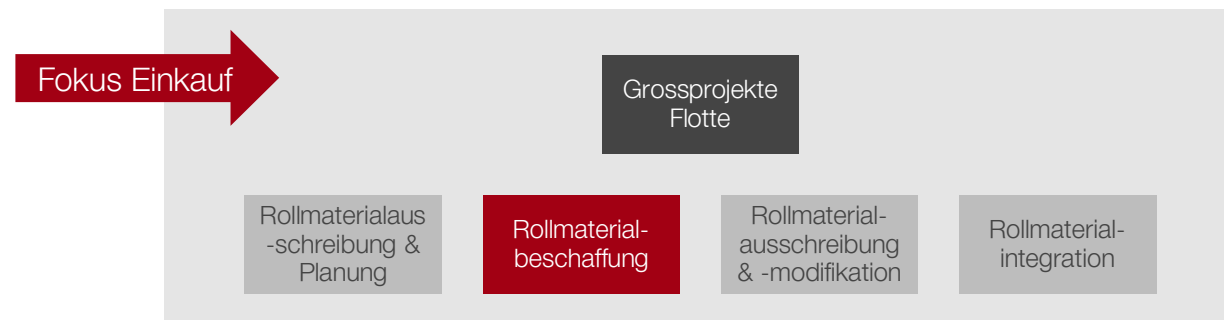 Fokus Einkauf
Grossprojekte
Flotte
Rollmaterialaus
-schreibung &
Planung
Rollmaterial-
beschaffung
Rollmaterial-
ausschreibung
& -modifikation
Rollmaterial-
integration